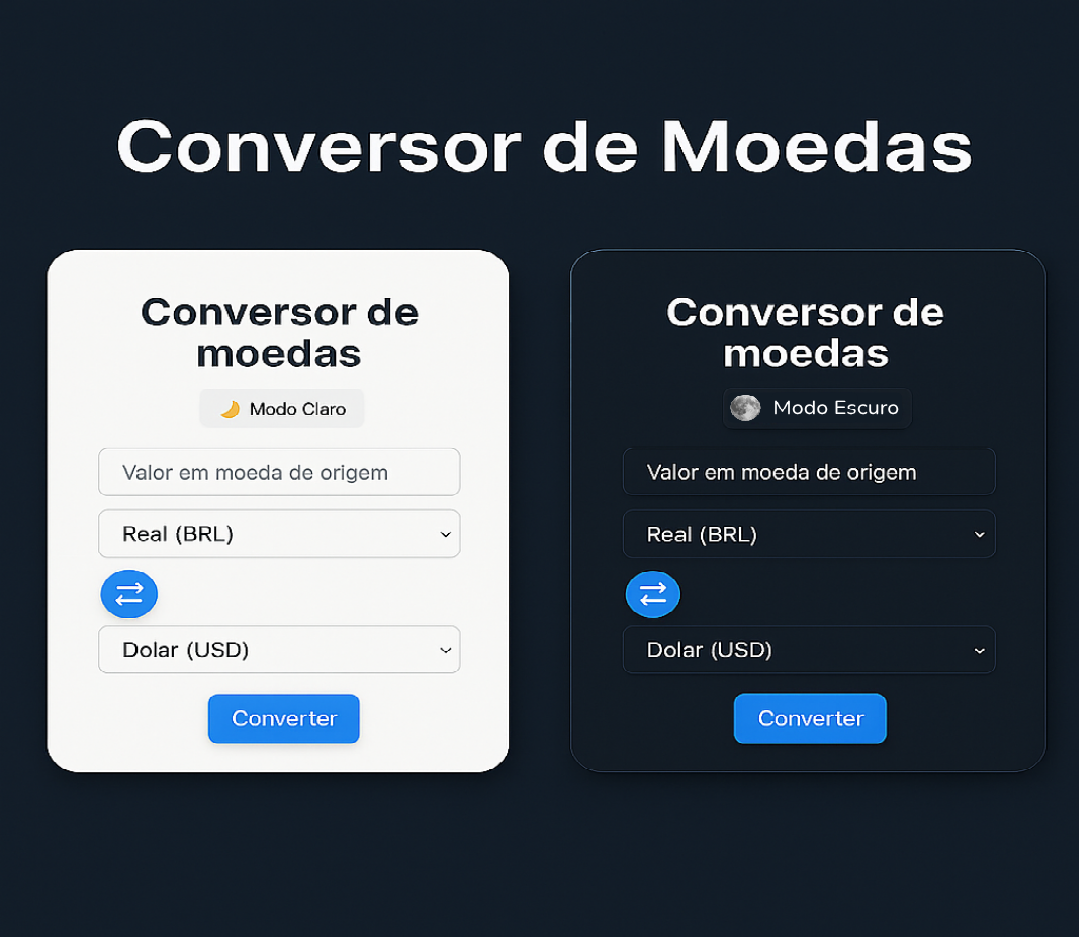 Conversor de Moedas
Conversor de
moedas
Modo Claro
Valor em moeda de origem
Real (BRL)
Dolar (USD)
Converter
Conversor de
moedas
Modo Escuro
Valor em moeda de origem
Real (BRL)
Dolar (USD)
Converter